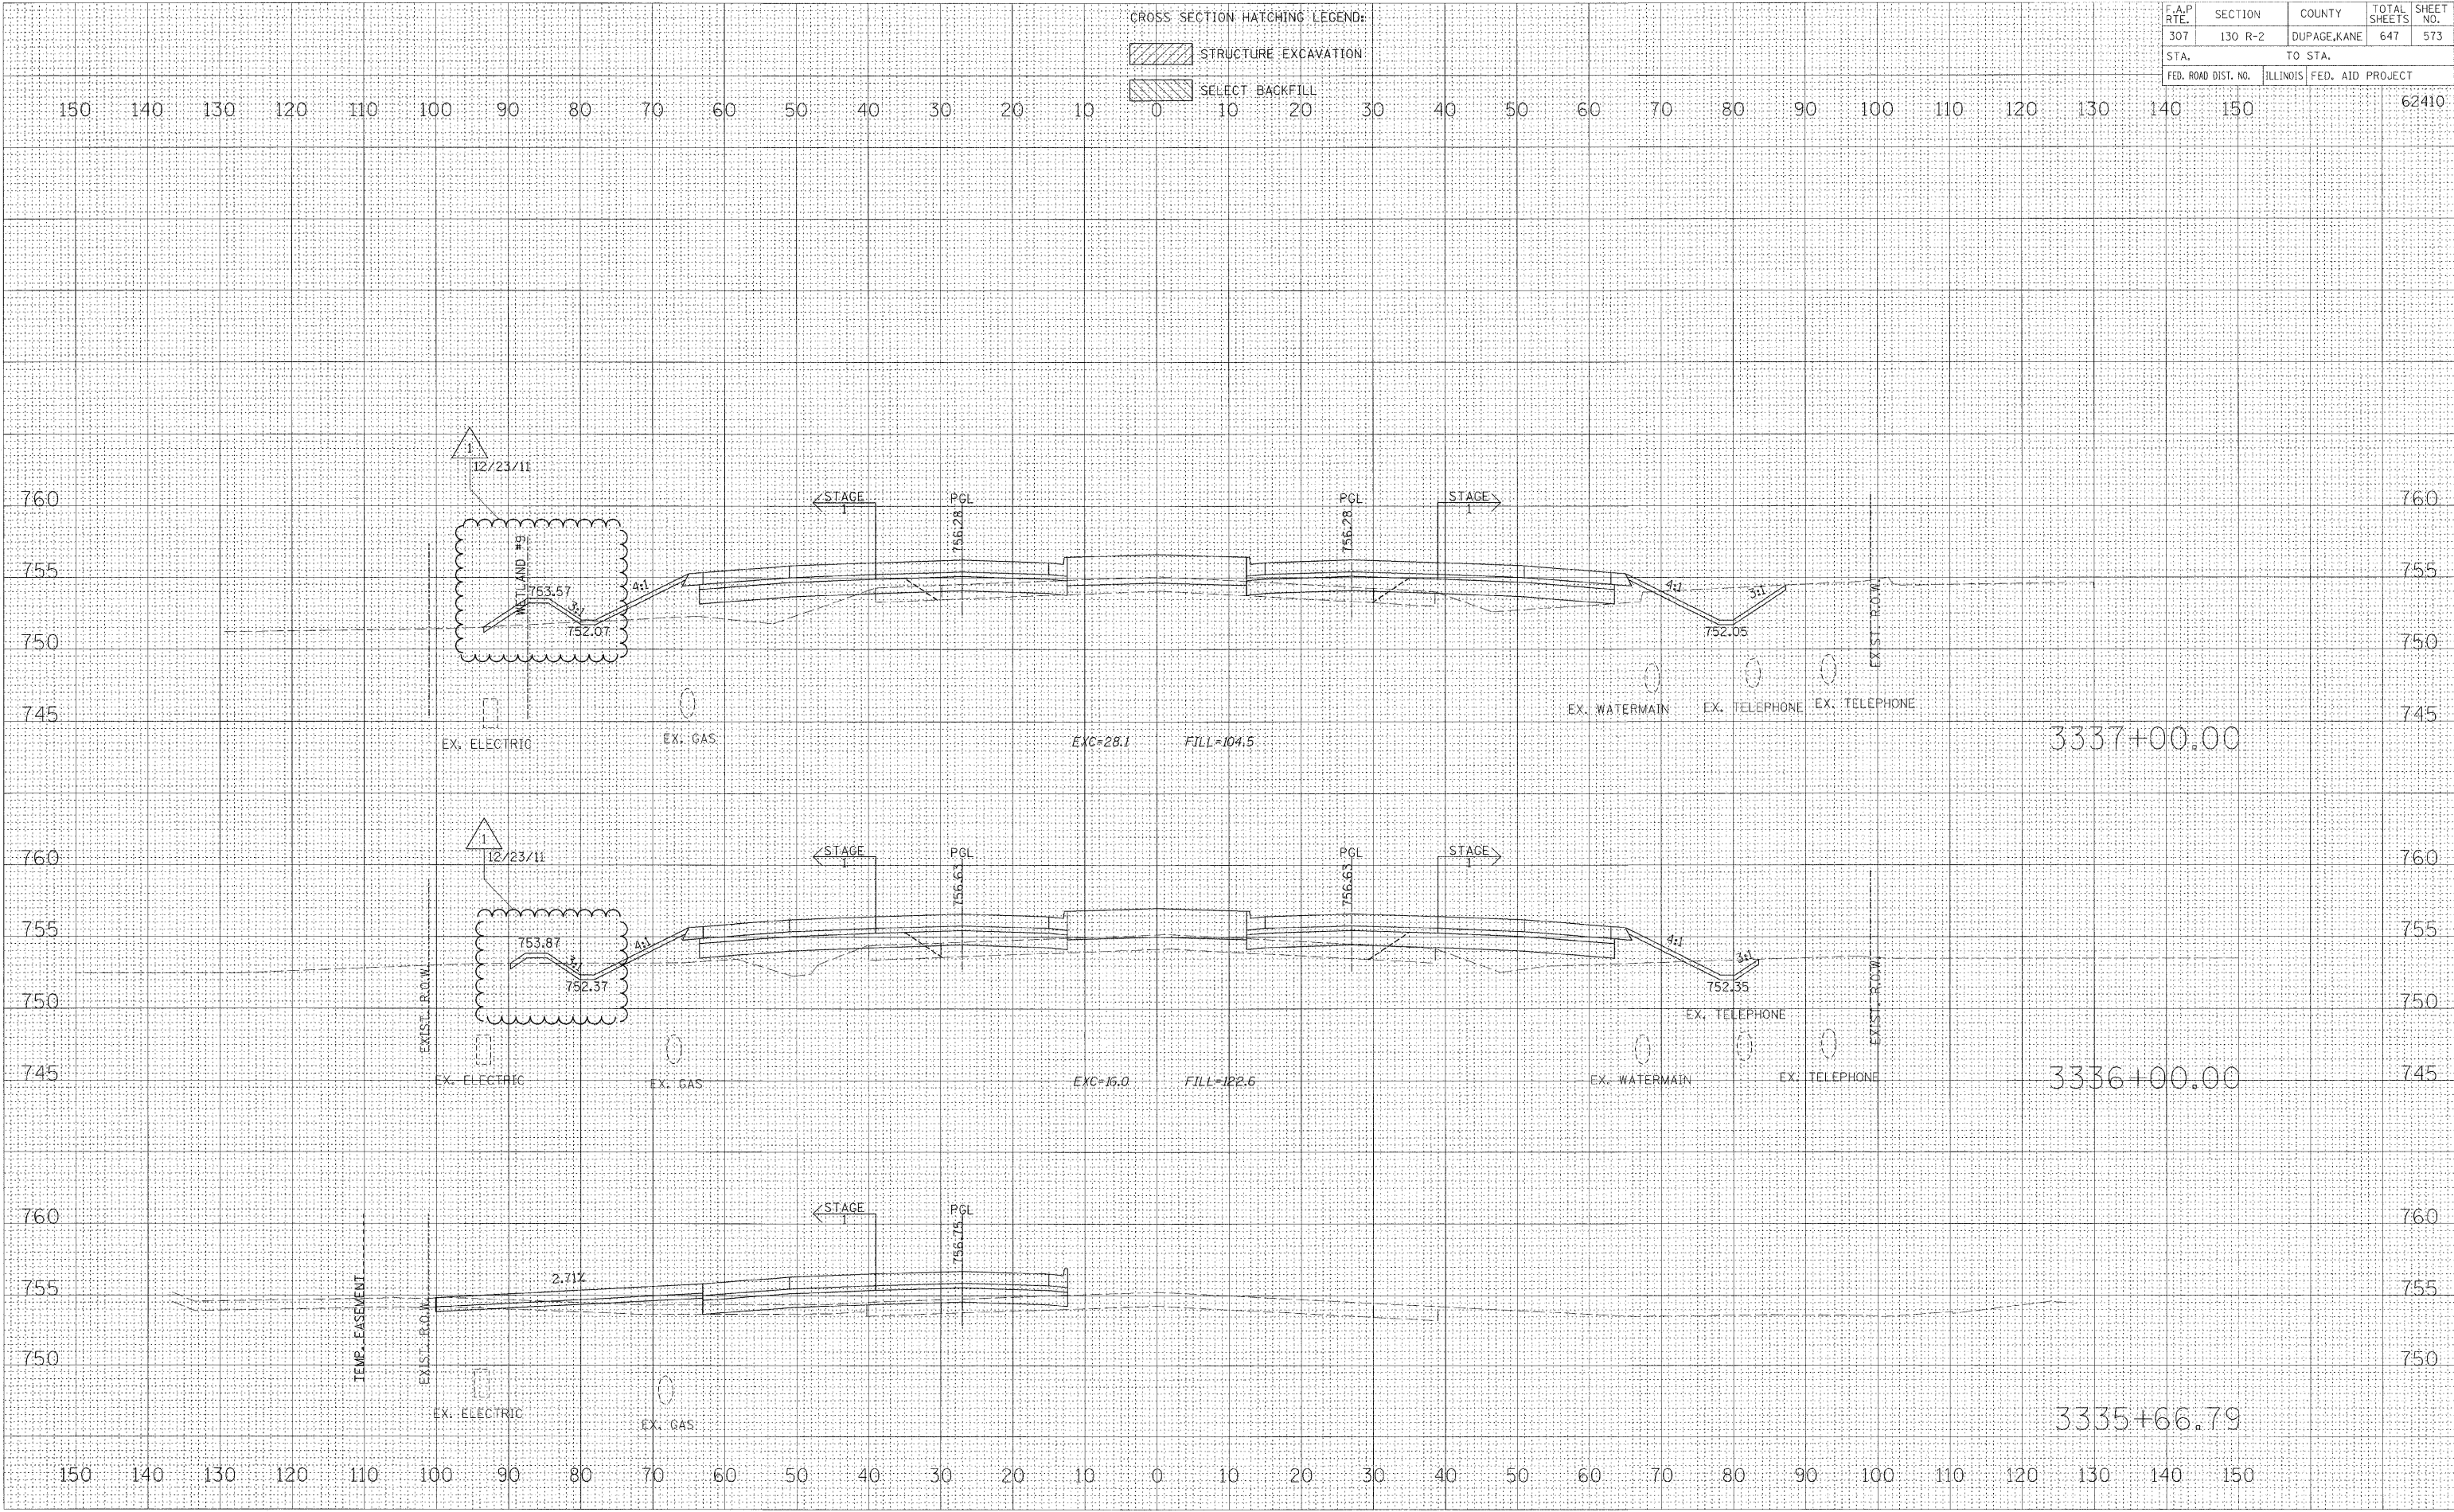 CROSS SECTION HATCHING LEGEND:
STRUCTURE EXCAVATION
SELECT BACKFILL
F.A.P RTE. SECTION COUNTY TOTAL SHEETS SHEET NO.
307 130 R-2 DUPAGE,KANE 647 573
STA. TO STA.
FED. ROAD DIST. NO. ILLINOIS FED. AID PROJECT
62410
150 140 130 120 110 100 90 80 70 60 50 40 30 20 10 0 10 20 30 40 50 60 70 80 90 100 110 120 130 140 150
1
12/23/11
760 STAGE 1 PGL PGL STAGE 1 760
756.28 756.28
WETLAND #9
755 755
753.57 3:1 4:1 4:1 3:1
752.07 752.05
750 EXIST. R.O.W. 750
745 745
EX. WATERMAIN EX. TELEPHONE EX. TELEPHONE
EX. ELECTRIC EX. GAS EXC=28.1 FILL=104.5 3337+00.00
1
12/23/11
760 STAGE 1 PGL PGL STAGE 1 760
756.63 756.63
755 755
753.87 3:1 4:1 4:1 3:1
752.37 752.35
750 EXIST. R.O.W. EXIST. R.O.W. 750
EX. TELEPHONE
745 745
EX. ELECTRIC EX. GAS EXC=16.0 FILL=122.6 EX. WATERMAIN EX. TELEPHONE 3336+00.00
760 STAGE 1 PGL 760
756.75
755 2.71% 755
TEMP. EASEMENT EXIST. R.O.W.
750 750
EX. ELECTRIC EX. GAS 3335+66.79
150 140 130 120 110 100 90 80 70 60 50 40 30 20 10 0 10 20 30 40 50 60 70 80 90 100 110 120 130 140 150